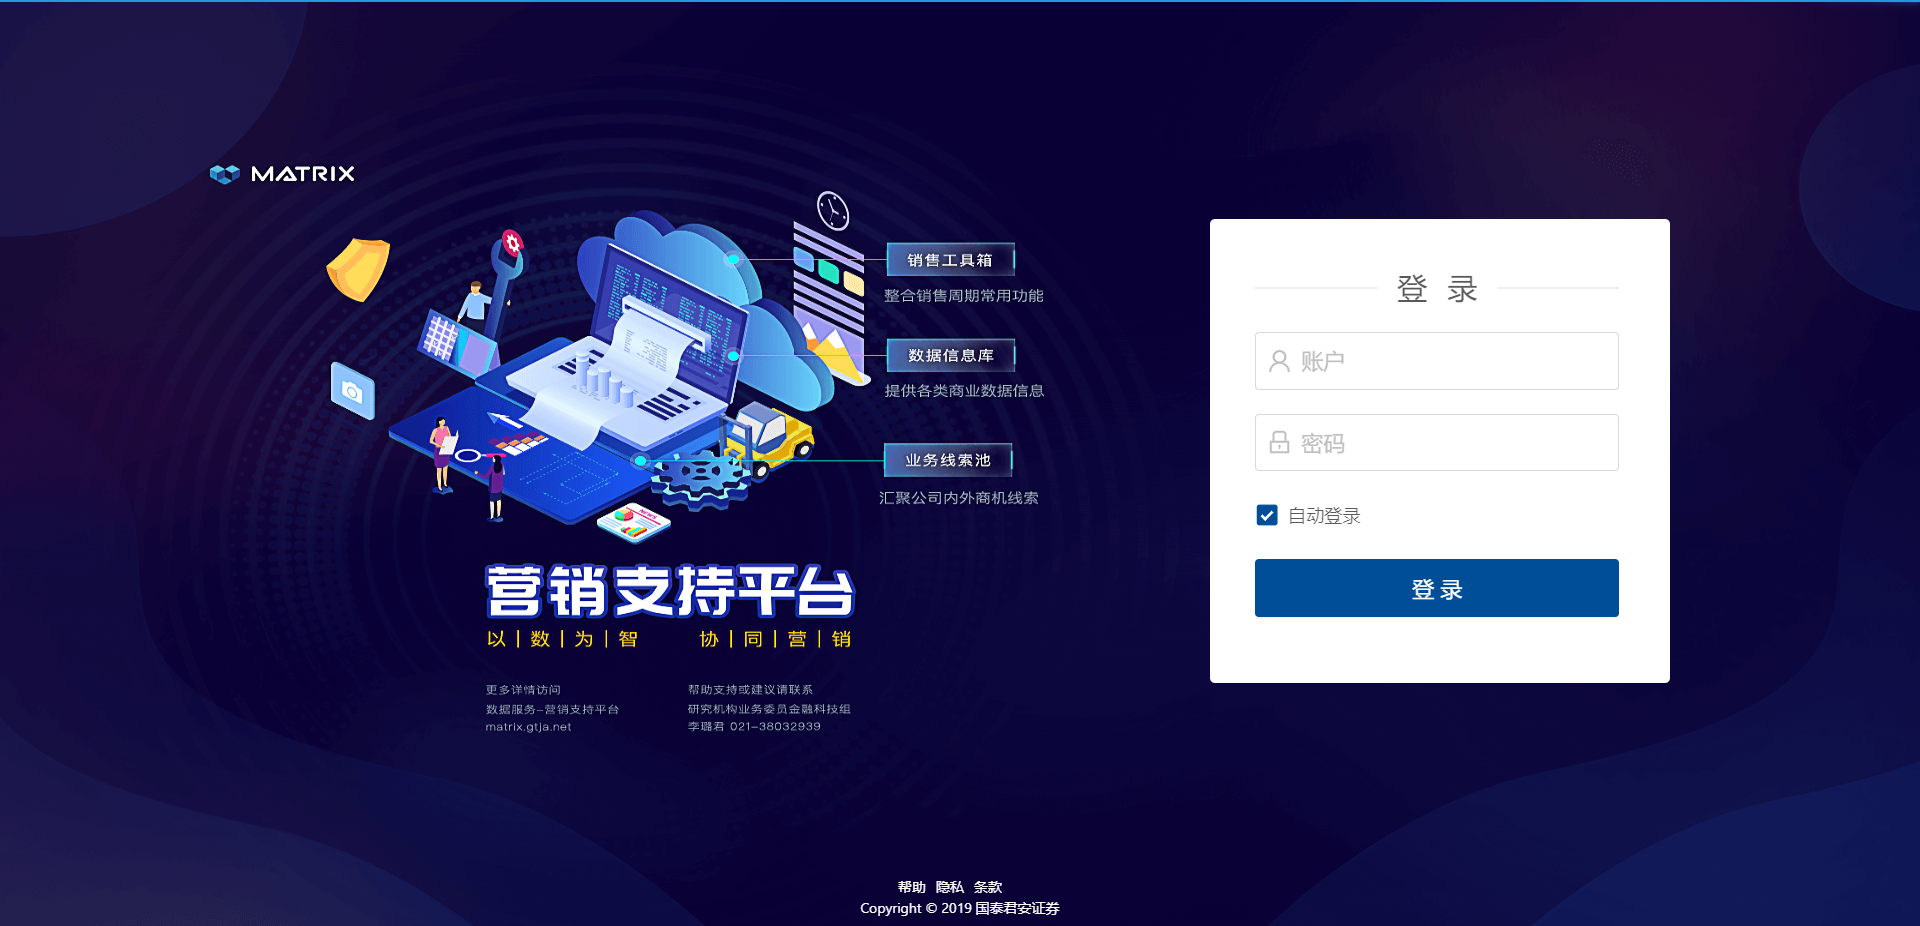 MATRIX
销售工具箱
整合销售周期常用功能
数据信息库
提供各类商业数据信息
业务线索池
汇聚公司内外商机线索
NEWS
营销支持平台
以|数|为|智 协|同|营|销
更多详情访问
数据服务-营销支持平台
matrix.gtja.net
帮助支持或建议请联系
研究机构业务委员金融科技组
李璐君 021-38032939
登 录
账户
密码
自动登录
登录
帮助 隐私 条款
Copyright © 2019 国泰君安证券